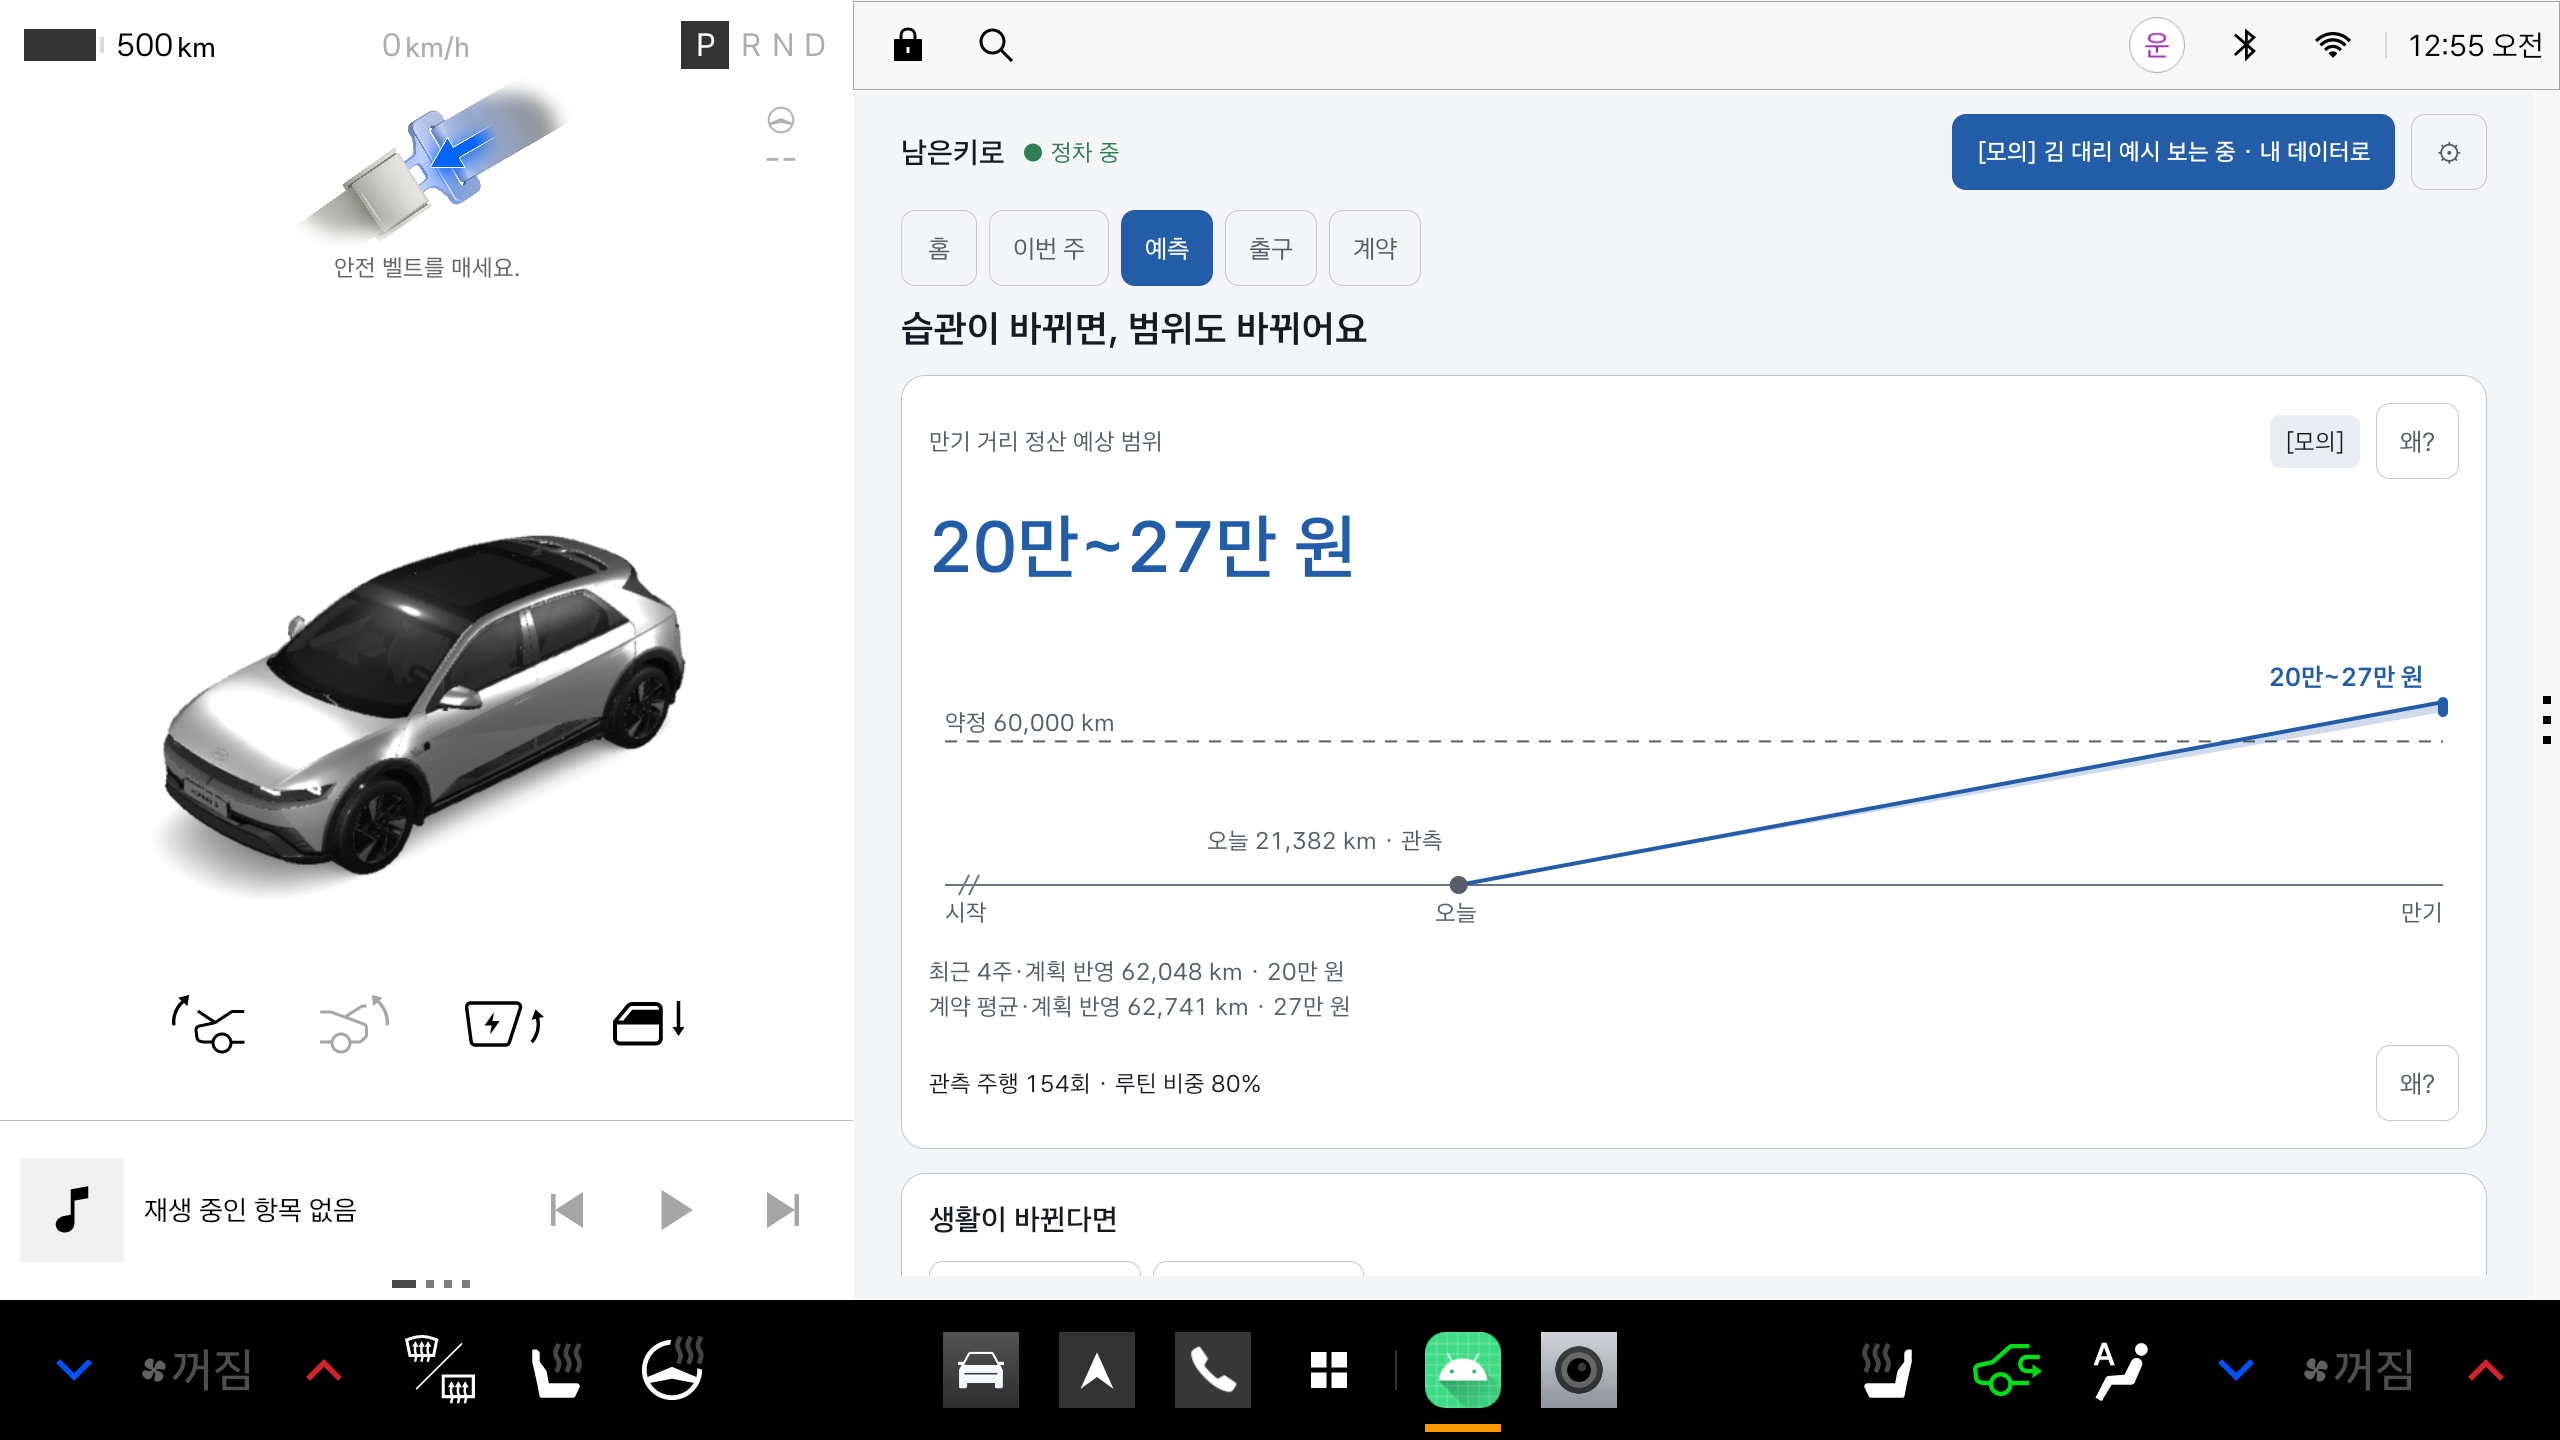 500 km
0 km/h
P R N D
안전 벨트를 매세요.
재생 중인 항목 없음
운
12:55 오전
남은키로
정차 중
[모의] 김 대리 예시 보는 중 · 내 데이터로
홈
이번 주
예측
출구
계약
습관이 바뀌면, 범위도 바뀌어요
만기 거리 정산 예상 범위
[모의]
왜?
20만~27만 원
20만~27만 원
약정 60,000 km
오늘 21,382 km · 관측
시작
오늘
만기
최근 4주·계획 반영 62,048 km · 20만 원
계약 평균·계획 반영 62,741 km · 27만 원
관측 주행 154회 · 루틴 비중 80%
왜?
생활이 바뀐다면
꺼짐
A
꺼짐